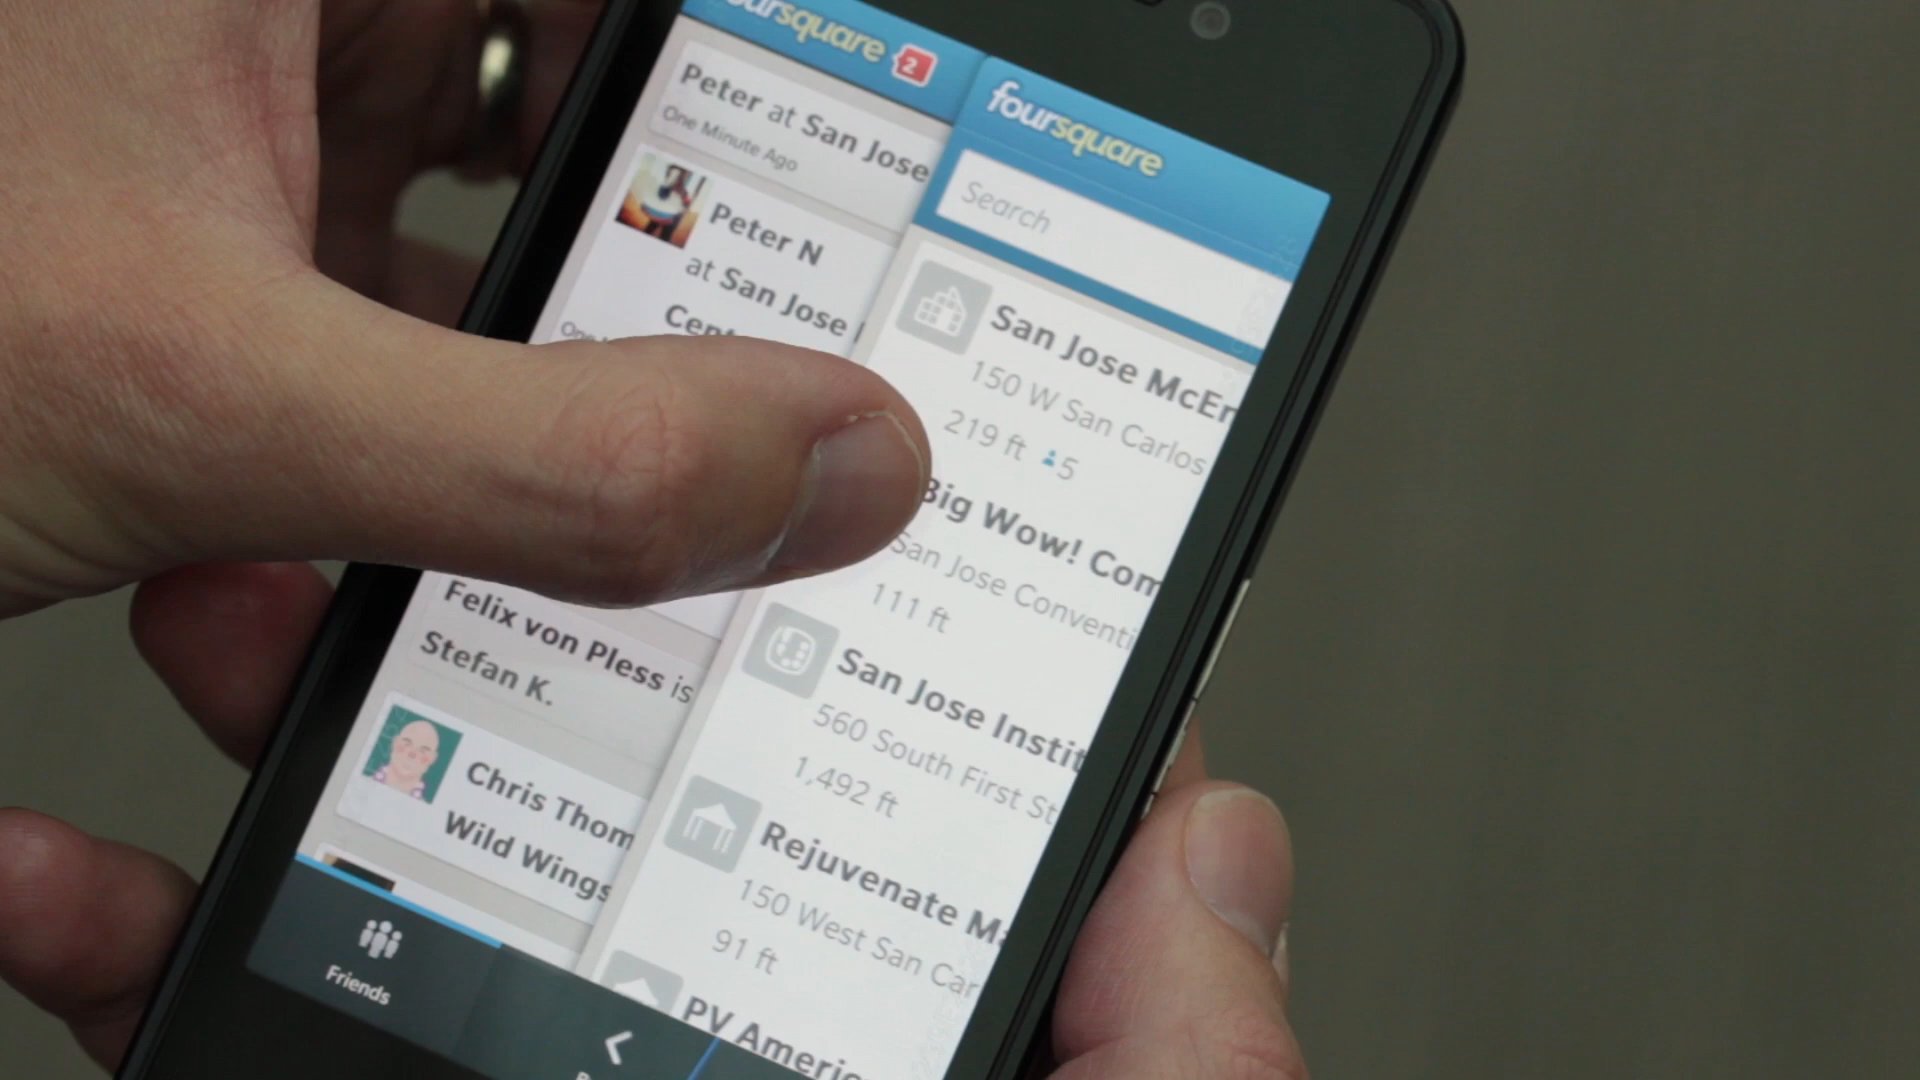 foursquare 2
Peter at San Jose
One Minute Ago
Peter N
at San Jose
Felix von Pless is
Stefan K.
Chris Thom
Wild Wings
Friends
foursquare
Search
San Jose McEn
150 W San Carlos
219 ft 5
Big Wow! Com
San Jose Conventi
111 ft
San Jose Instit
560 South First St
1,492 ft
Rejuvenate Ma
150 West San Car
91 ft
PV Americ